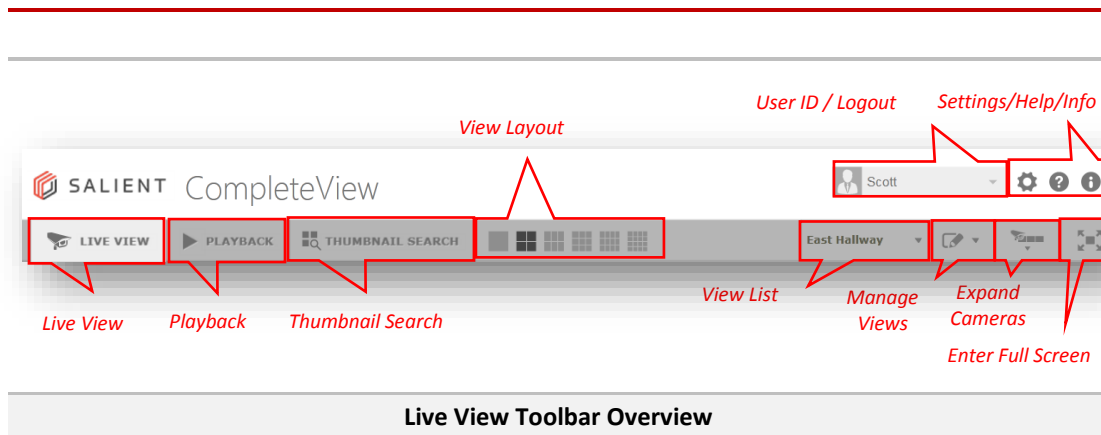 User ID / Logout
Settings/Help/Info
View Layout
SALIENT CompleteView
Scott
LIVE VIEW
PLAYBACK
THUMBNAIL SEARCH
East Hallway
Live View
Playback
Thumbnail Search
View List
Manage
Views
Expand
Cameras
Enter Full Screen
Live View Toolbar Overview